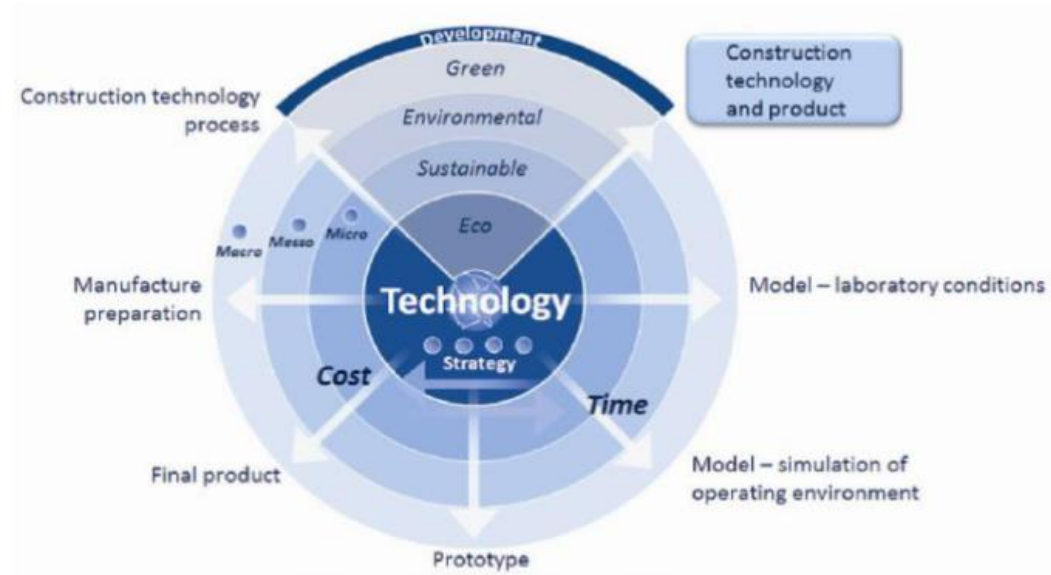 Development
Green
Environmental
Sustainable
Eco
Construction
technology
and product
Construction technology
process
Macro
Messo
Micro
Manufacture
preparation
Technology
Strategy
Cost
Time
Model – laboratory conditions
Final product
Model – simulation of
operating environment
Prototype